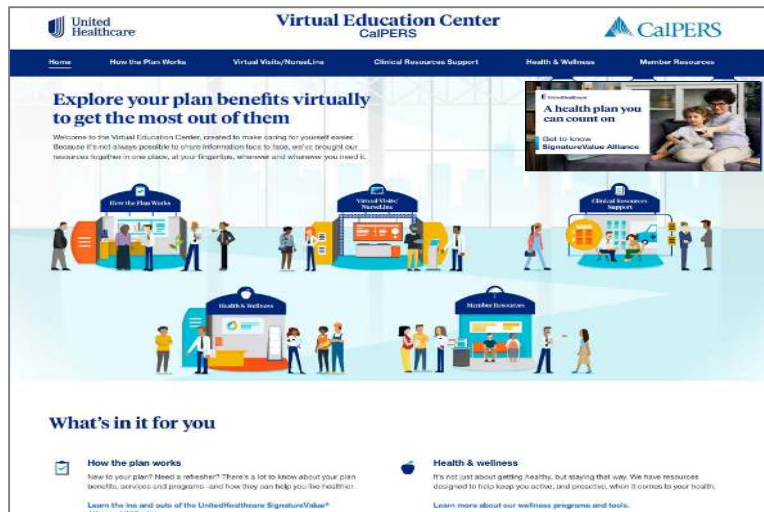 United
Healthcare
Virtual Education Center
CalPERS
CalPERS
Home How the Plan Works Virtual Visits/NurseLine Clinical Resources Support Health & Wellness Member Resources
Explore your plan benefits virtually
to get the most out of them
Welcome to the Virtual Education Center, created to make caring for yourself easier.
Because it's not always possible to share information face to face, we've brought our
resources together in one place, at your fingertips, wherever and whenever you need it.
UnitedHealthcare
A health plan you
can count on
Get to know
SignatureValue Alliance
How the Plan Works
Virtual Visits/
NurseLine
Clinical Resources
Support
Health & Wellness
Member Resources
What's in it for you
How the plan works
New to your plan? Need a refresher? There's a lot to know about your plan
benefits, services and programs—and how they can help you live healthier.
Learn the ins and outs of the UnitedHealthcare SignatureValue®
Health & wellness
It's not just about getting healthy, but staying that way. We have resources
designed to help keep you active, and proactive, when it comes to your health.
Learn more about our wellness programs and tools.